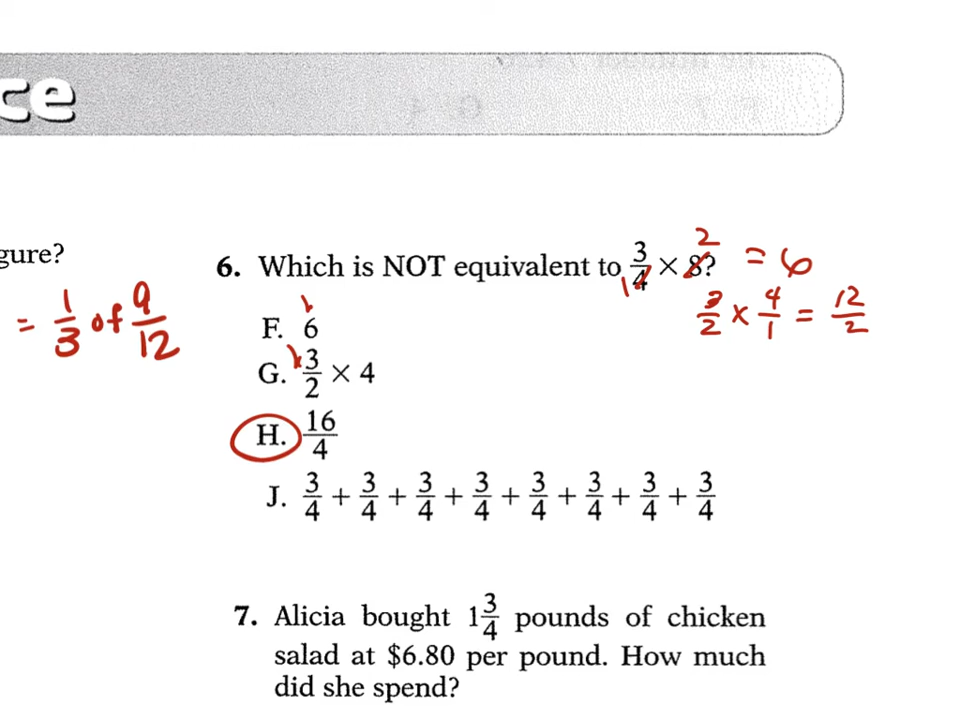 ce
gure?
= 1/3 of 9/12
6. Which is NOT equivalent to 3/4 × 8? = 6
1 2
3/2 × 4/1 = 12/2
F. 6
G. 3/2 × 4
H. 16/4
J. 3/4 + 3/4 + 3/4 + 3/4 + 3/4 + 3/4 + 3/4 + 3/4
7. Alicia bought 1 3/4 pounds of chicken
salad at $6.80 per pound. How much
did she spend?